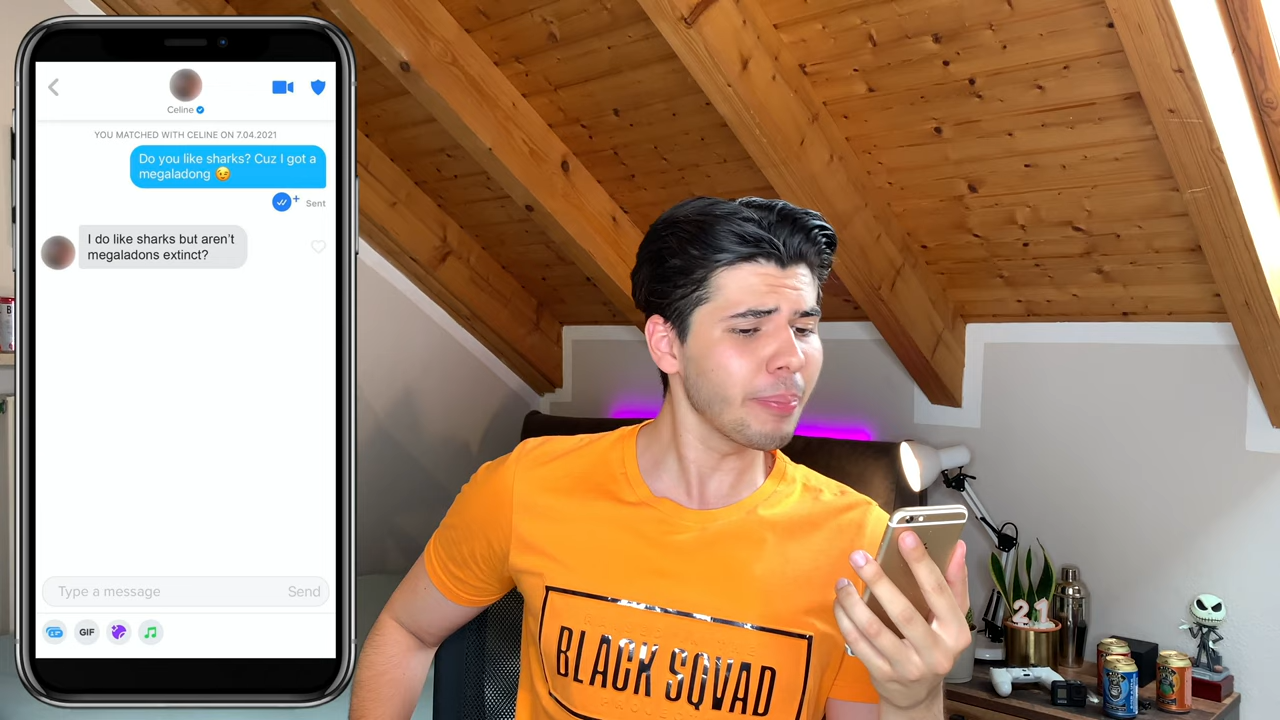 Celine
YOU MATCHED WITH CELINE ON 7.04.2021
Do you like sharks? Cuz I got a
megaladong 😉
Sent
I do like sharks but aren't
megaladons extinct?
Type a message
Send
GIF
BLACK SQVAD
21